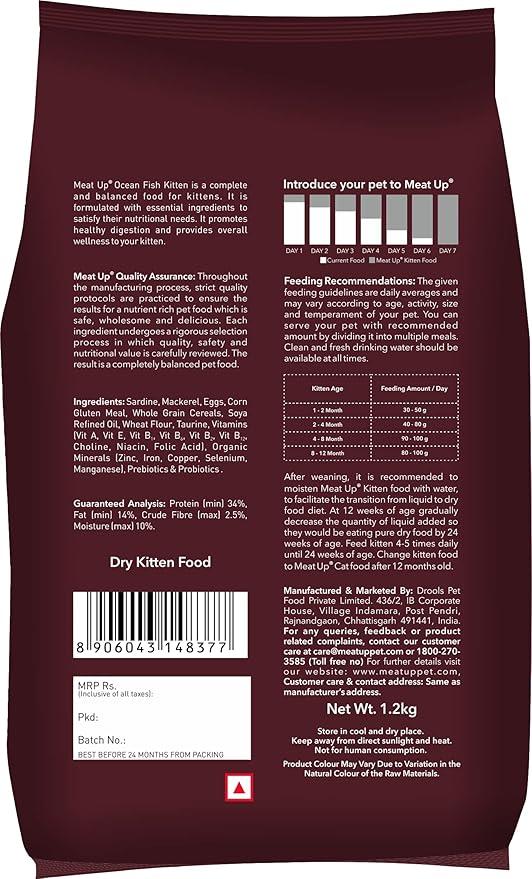 Meat Up® Ocean Fish Kitten is a complete
and balanced food for kittens. It is
formulated with essential ingredients to
satisfy their nutritional needs. It promotes
healthy digestion and provides overall
wellness to your kitten.
Meat Up® Quality Assurance: Throughout
the manufacturing process, strict quality
protocols are practiced to ensure the
results for a nutrient rich pet food which is
safe, wholesome and delicious. Each
ingredient undergoes a rigorous selection
process in which quality, safety and
nutritional value is carefully reviewed. The
result is a completely balanced pet food.
Ingredients: Sardine, Mackerel, Eggs, Corn
Gluten Meal, Whole Grain Cereals, Soya
Refined Oil, Wheat Flour, Taurine, Vitamins
(Vit A, Vit E, Vit B₁, Vit B₆, Vit B₂, Vit B₁₂,
Choline, Niacin, Folic Acid), Organic
Minerals (Zinc, Iron, Copper, Selenium,
Manganese), Prebiotics & Probiotics.
Guaranteed Analysis: Protein (min) 34%,
Fat (min) 14%, Crude Fibre (max) 2.5%,
Moisture (max) 10%.
Dry Kitten Food
8 906043 148377
MRP Rs.
(Inclusive of all taxes):
Pkd:
Batch No.:
BEST BEFORE 24 MONTHS FROM PACKING
Introduce your pet to Meat Up®
DAY 1 DAY 2 DAY 3 DAY 4 DAY 5 DAY 6 DAY 7
Current Food Meat Up® Kitten Food
Feeding Recommendations: The given
feeding guidelines are daily averages and
may vary according to age, activity, size
and temperament of your pet. You can
serve your pet with recommended
amount by dividing it into multiple meals.
Clean and fresh drinking water should be
available at all times.
Kitten Age Feeding Amount / Day
1 - 2 Month 30 - 50 g
2 - 4 Month 40 - 80 g
4 - 8 Month 90 - 100 g
8 - 12 Month 80 - 100 g
After weaning, it is recommended to
moisten Meat Up® Kitten food with water,
to facilitate the transition from liquid to dry
food diet. At 12 weeks of age gradually
decrease the quantity of liquid added so
they would be eating pure dry food by 24
weeks of age. Feed kitten 4-5 times daily
until 24 weeks of age. Change kitten food
to Meat Up® Cat food after 12 months old.
Manufactured & Marketed By: Drools Pet
Food Private Limited. 436/2, IB Corporate
House, Village Indamara, Post Pendri,
Rajnandgaon, Chhattisgarh 491441, India.
For any queries, feedback or product
related complaints, contact our customer
care at care@meatuppet.com or 1800-270-
3585 (Toll free no) For further details visit
our website: www.meatuppet.com,
Customer care & contact address: Same as
manufacturer's address.
Net Wt. 1.2kg
Store in cool and dry place.
Keep away from direct sunlight and heat.
Not for human consumption.
Product Colour May Vary Due to Variation in the
Natural Colour of the Raw Materials.